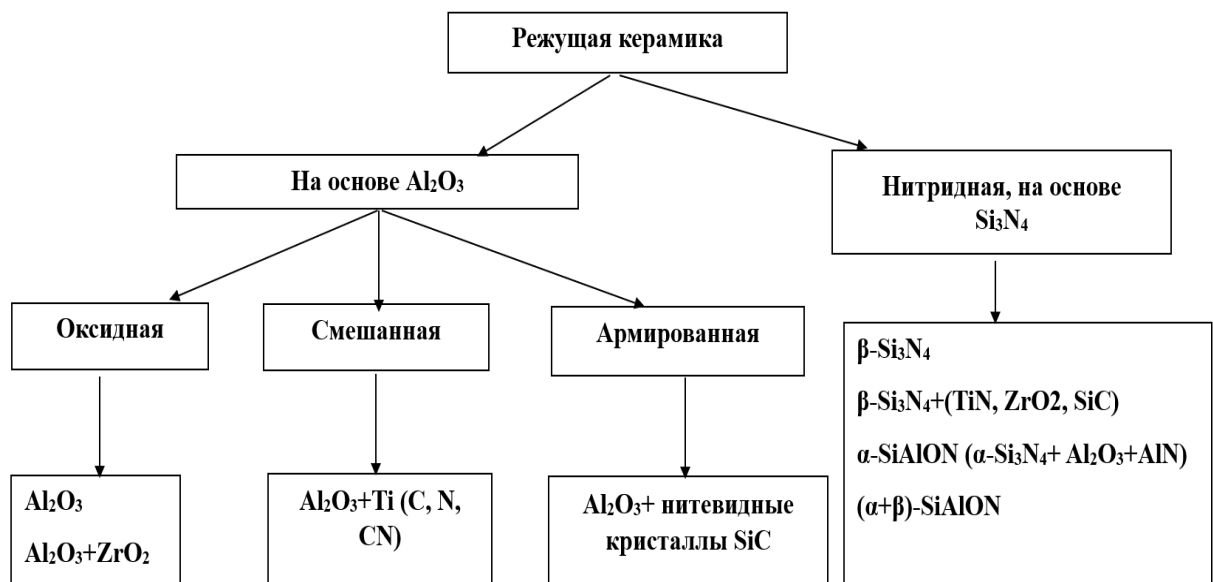 Режущая керамика
На основе Al₂O₃
Нитридная, на основе
Si₃N₄
Оксидная
Смешанная
Армированная
Al₂O₃
Al₂O₃+ZrO₂
Al₂O₃+Ti (C, N,
CN)
Al₂O₃+ нитевидные
кристаллы SiC
β-Si₃N₄
β-Si₃N₄+(TiN, ZrO2, SiC)
α-SiAlON (α-Si₃N₄+ Al₂O₃+AlN)
(α+β)-SiAlON